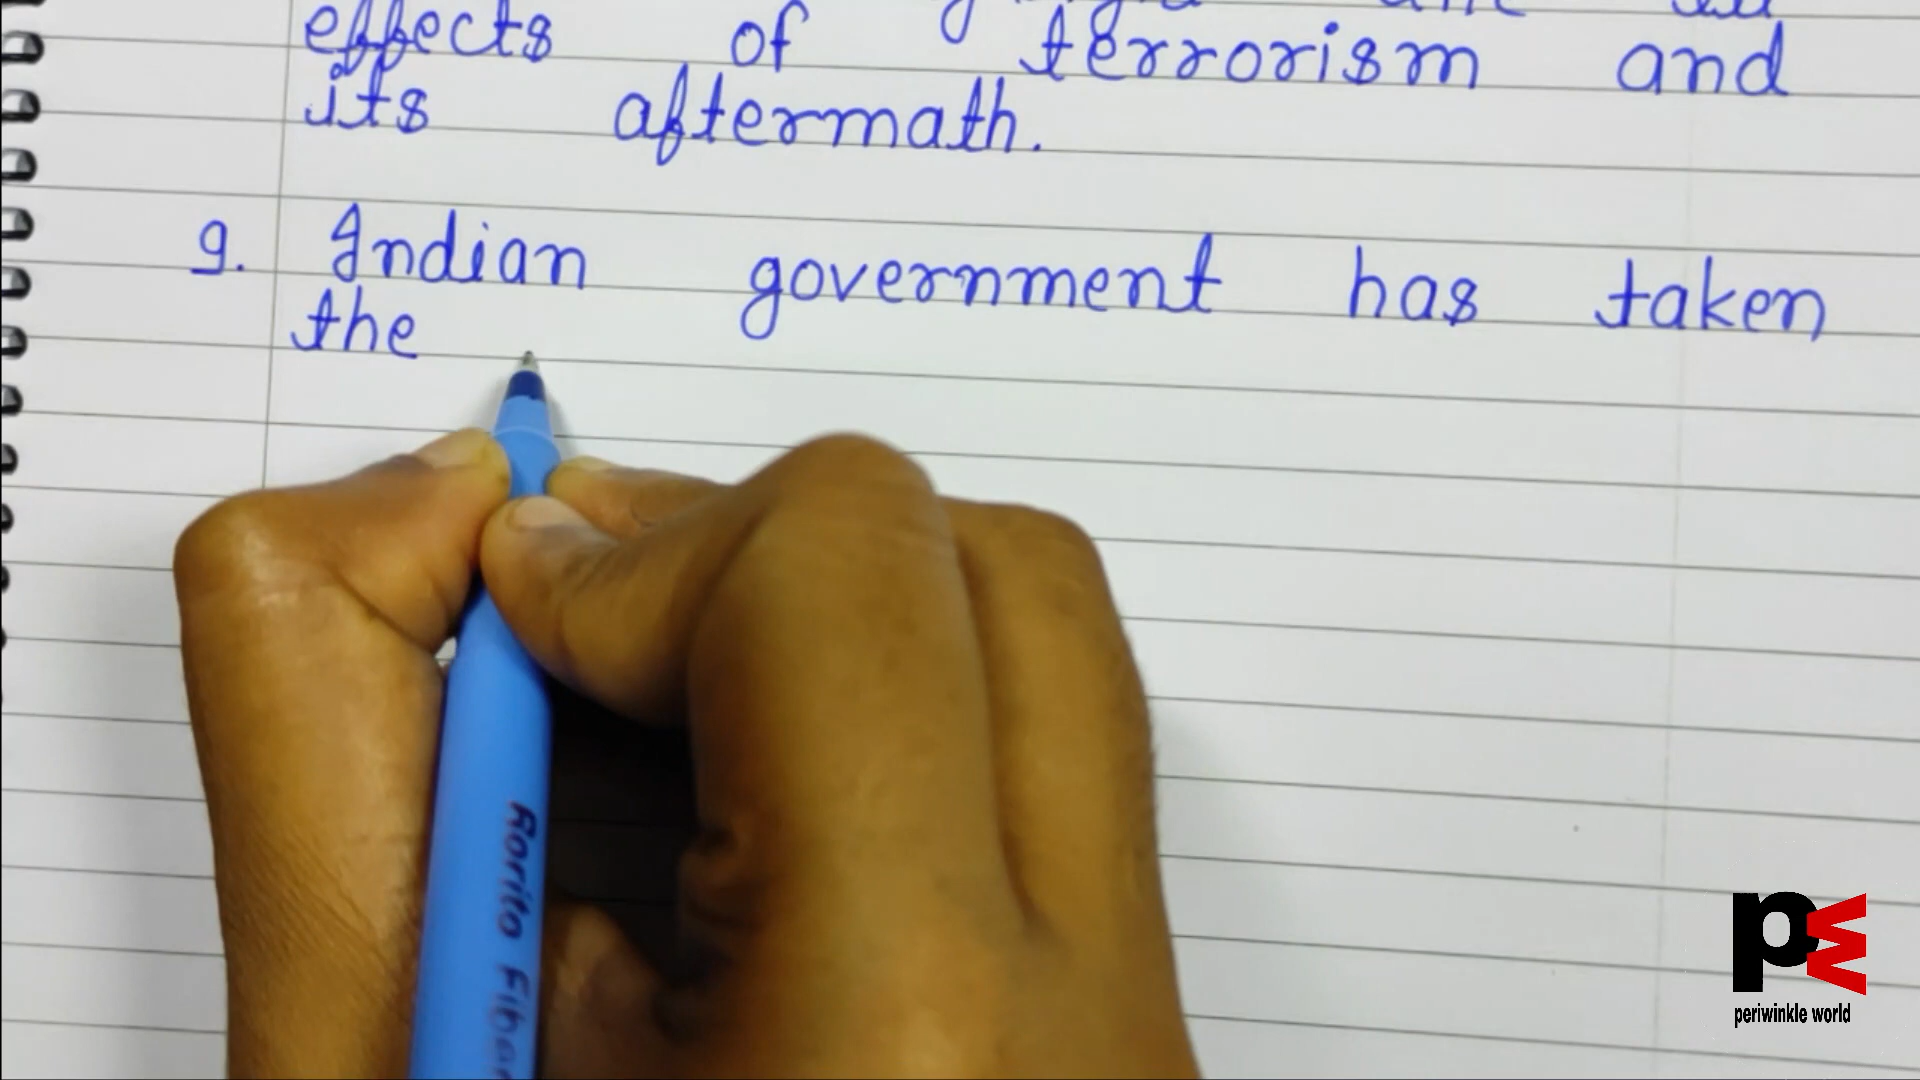 effects of terrorism and
its aftermath.
9. Indian government has taken
the
Rorito
periwinkle world